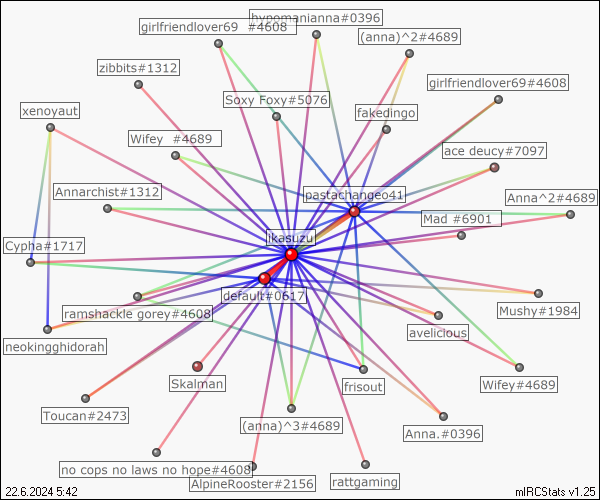 hypomanianna#0396
girlfriendlover69  #4608
(anna)^2#4689
zibbits#1312
girlfriendlover69#4608
Soxy Foxy#5076
xenoyaut
fakedingo
Wifey  #4689
ace deucy#7097
Annarchist#1312
pastachangeo41
Anna^2#4689
Mad #6901
Cypha#1717
ikasuzu
default#0617
ramshackle gorey#4608
Mushy#1984
avelicious
neokingghidorah
Skalman
frisout
Wifey#4689
Toucan#2473
(anna)^3#4689
Anna.#0396
no cops no laws no hope#4608
AlpineRooster#2156
rattgaming
22.6.2024 5:42
mIRCStats v1.25